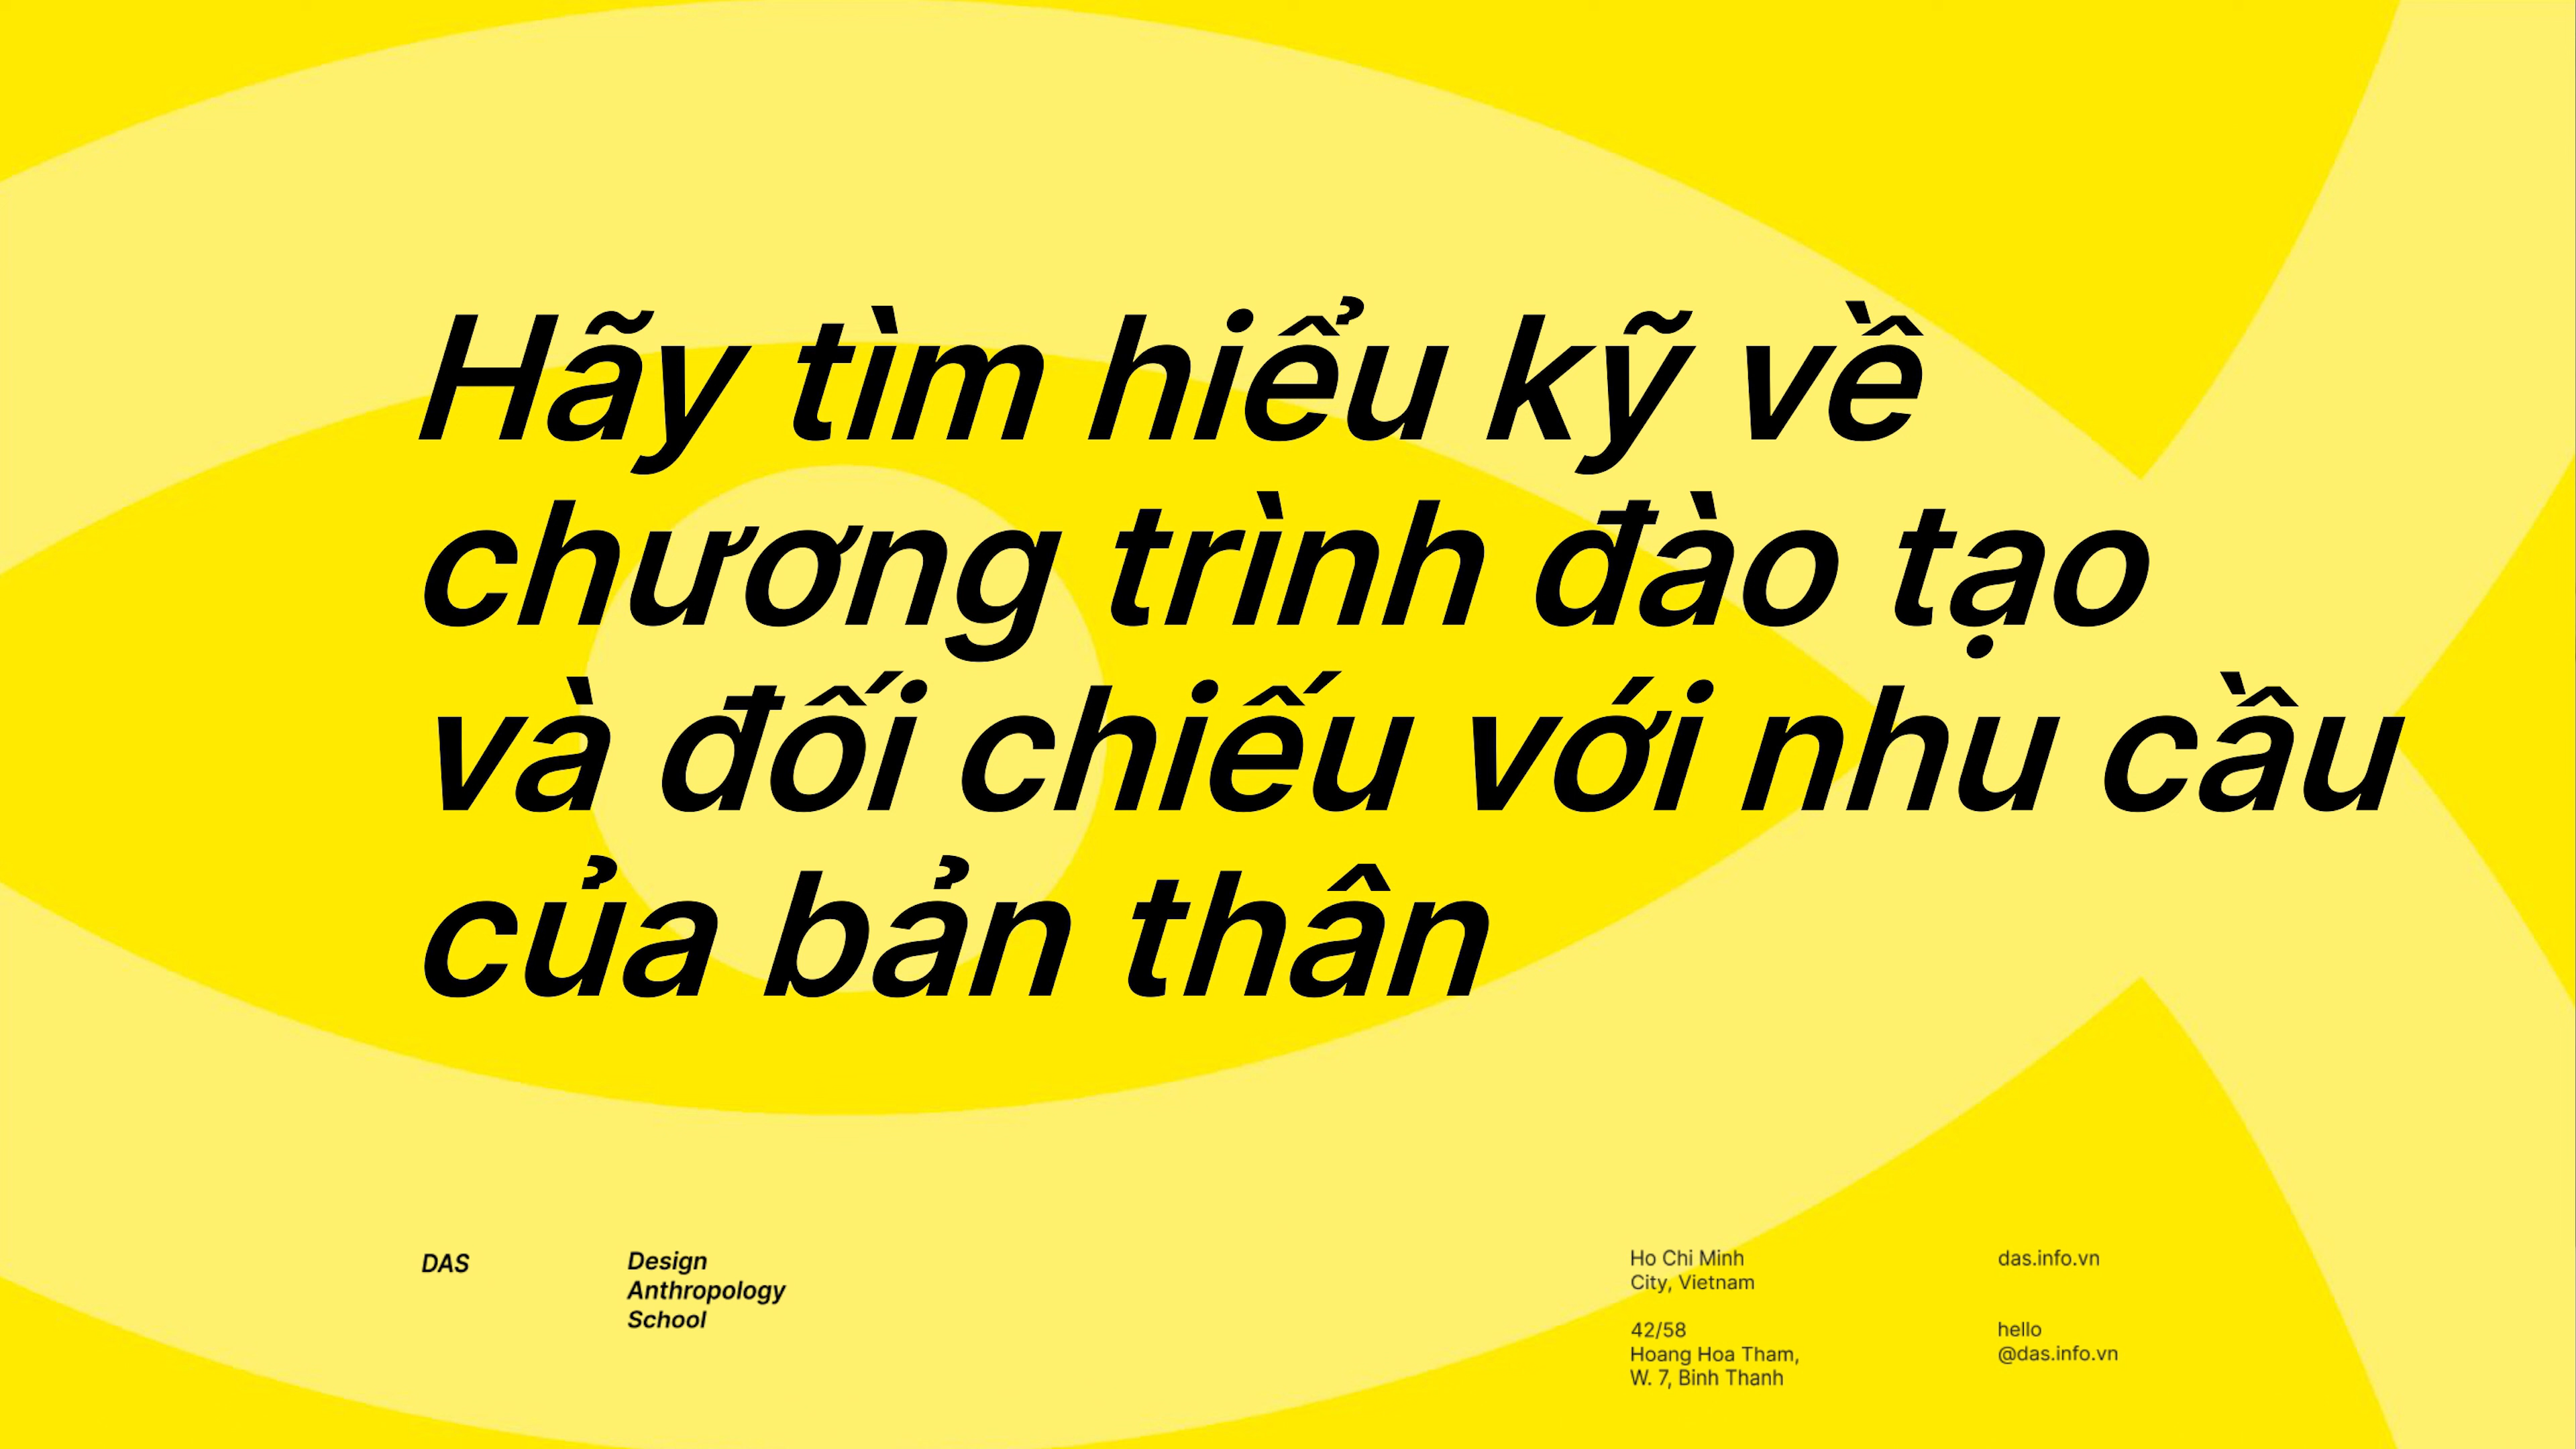 Hãy tìm hiểu kỹ về
chương trình đào tạo
và đối chiếu với nhu cầu
của bản thân
DAS
Design
Anthropology
School
Ho Chi Minh
City, Vietnam
42/58
Hoang Hoa Tham,
W. 7, Binh Thanh
das.info.vn
hello
@das.info.vn